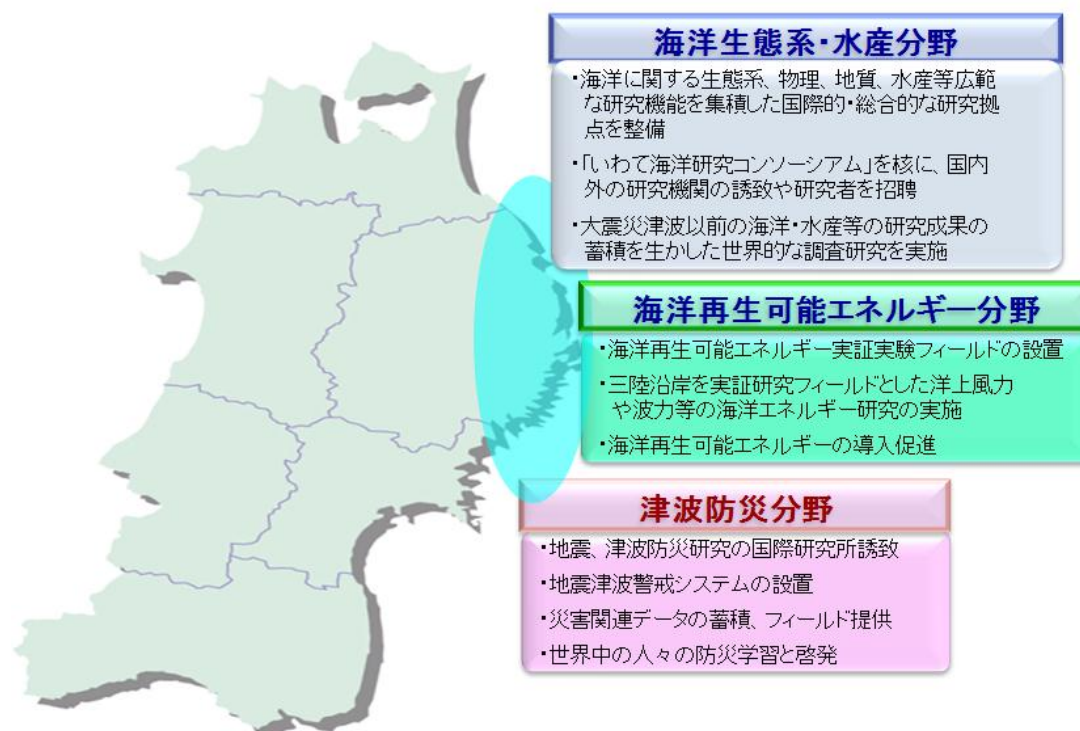 海洋生態系・水産分野
・海洋に関する生態系、物理、地質、水産等広範
な研究機能を集積した国際的・総合的な研究拠
点を整備
・「いわて海洋研究コンソーシアム」を核に、国内
外の研究機関の誘致や研究者を招聘
・大震災津波以前の海洋・水産等の研究成果の
蓄積を生かした世界的な調査研究を実施
海洋再生可能エネルギー分野
・海洋再生可能エネルギー実証実験フィールドの設置
・三陸沿岸を実証研究フィールドとした洋上風力
や波力等の海洋エネルギー研究の実施
・海洋再生可能エネルギーの導入促進
津波防災分野
・地震、津波防災研究の国際研究所誘致
・地震津波警戒システムの設置
・災害関連データの蓄積、フィールド提供
・世界中の人々の防災学習と啓発